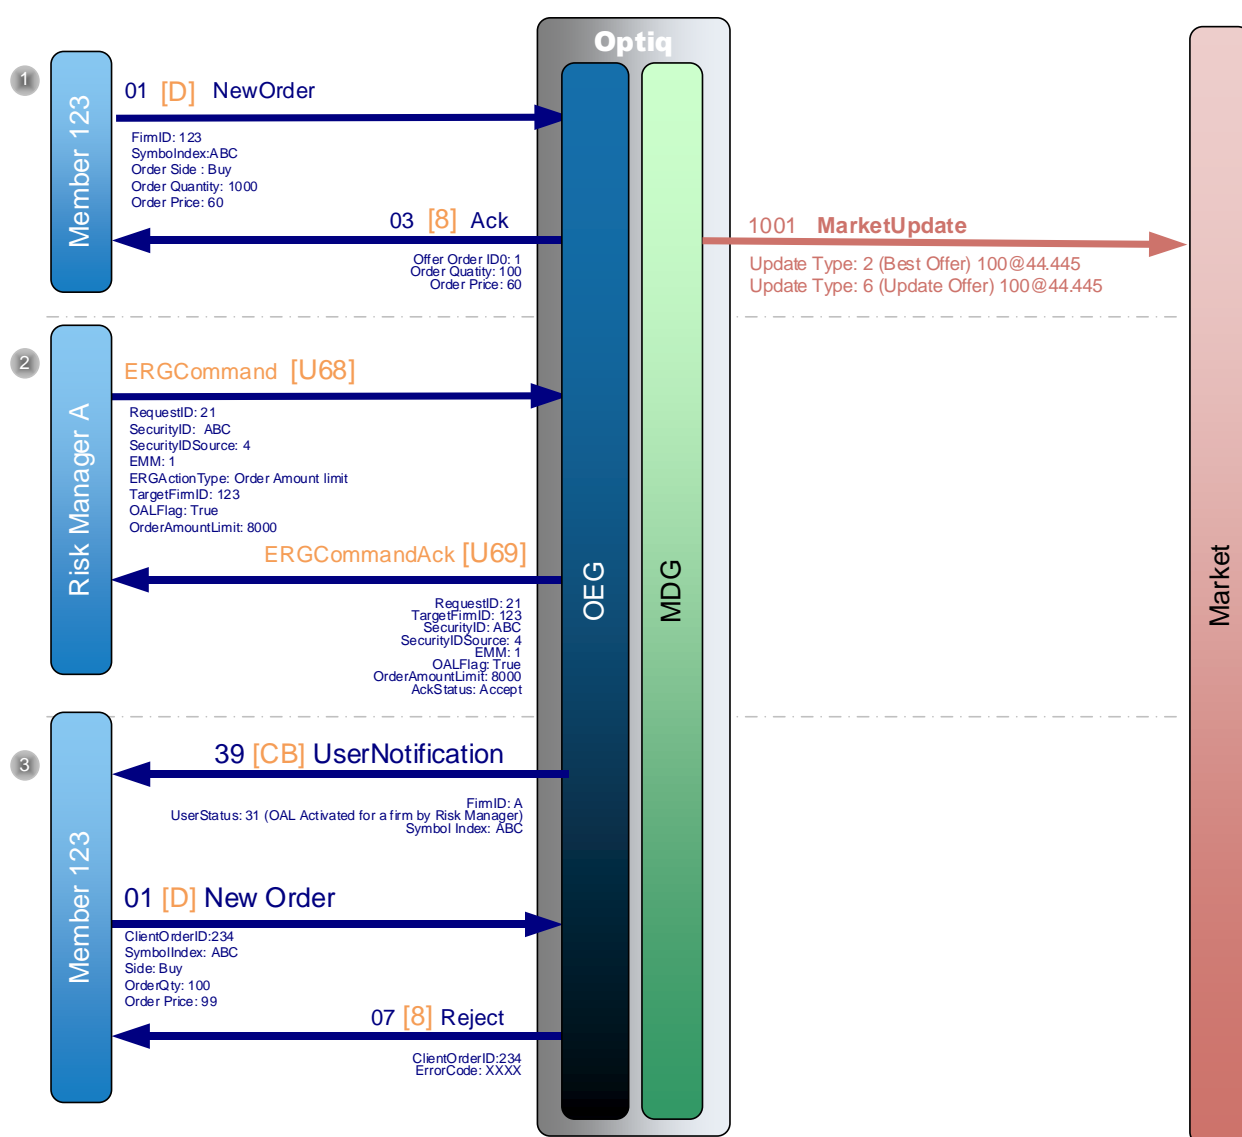 Optiq
1
Member 123
01 [D] NewOrder
FirmID: 123
SymbolIndex:ABC
Order Side : Buy
Order Quantity: 1000
Order Price: 60
03 [8] Ack
Offer Order ID0: 1
Order Quatity: 100
Order Price: 60
1001 MarketUpdate
Update Type: 2 (Best Offer) 100@44.445
Update Type: 6 (Update Offer) 100@44.445
2
Risk Manager A
ERGCommand [U68]
RequestID: 21
SecurityID: ABC
SecurityIDSource: 4
EMM: 1
ERGActionType: Order Amount limit
TargetFirmID: 123
OALFlag: True
OrderAmountLimit: 8000
ERGCommandAck [U69]
RequestID: 21
TargetFirmID: 123
SecurityID: ABC
SecurityIDSource: 4
EMM: 1
OALFlag: True
OrderAmountLimit: 8000
AckStatus: Accept
OEG
MDG
Market
3
Member 123
39 [CB] UserNotification
FirmID: A
UserStatus: 31 (OAL Activated for a firm by Risk Manager)
Symbol Index: ABC
01 [D] New Order
ClientOrderID:234
SymbolIndex: ABC
Side: Buy
OrderQty: 100
Order Price: 99
07 [8] Reject
ClientOrderID:234
ErrorCode: XXXX